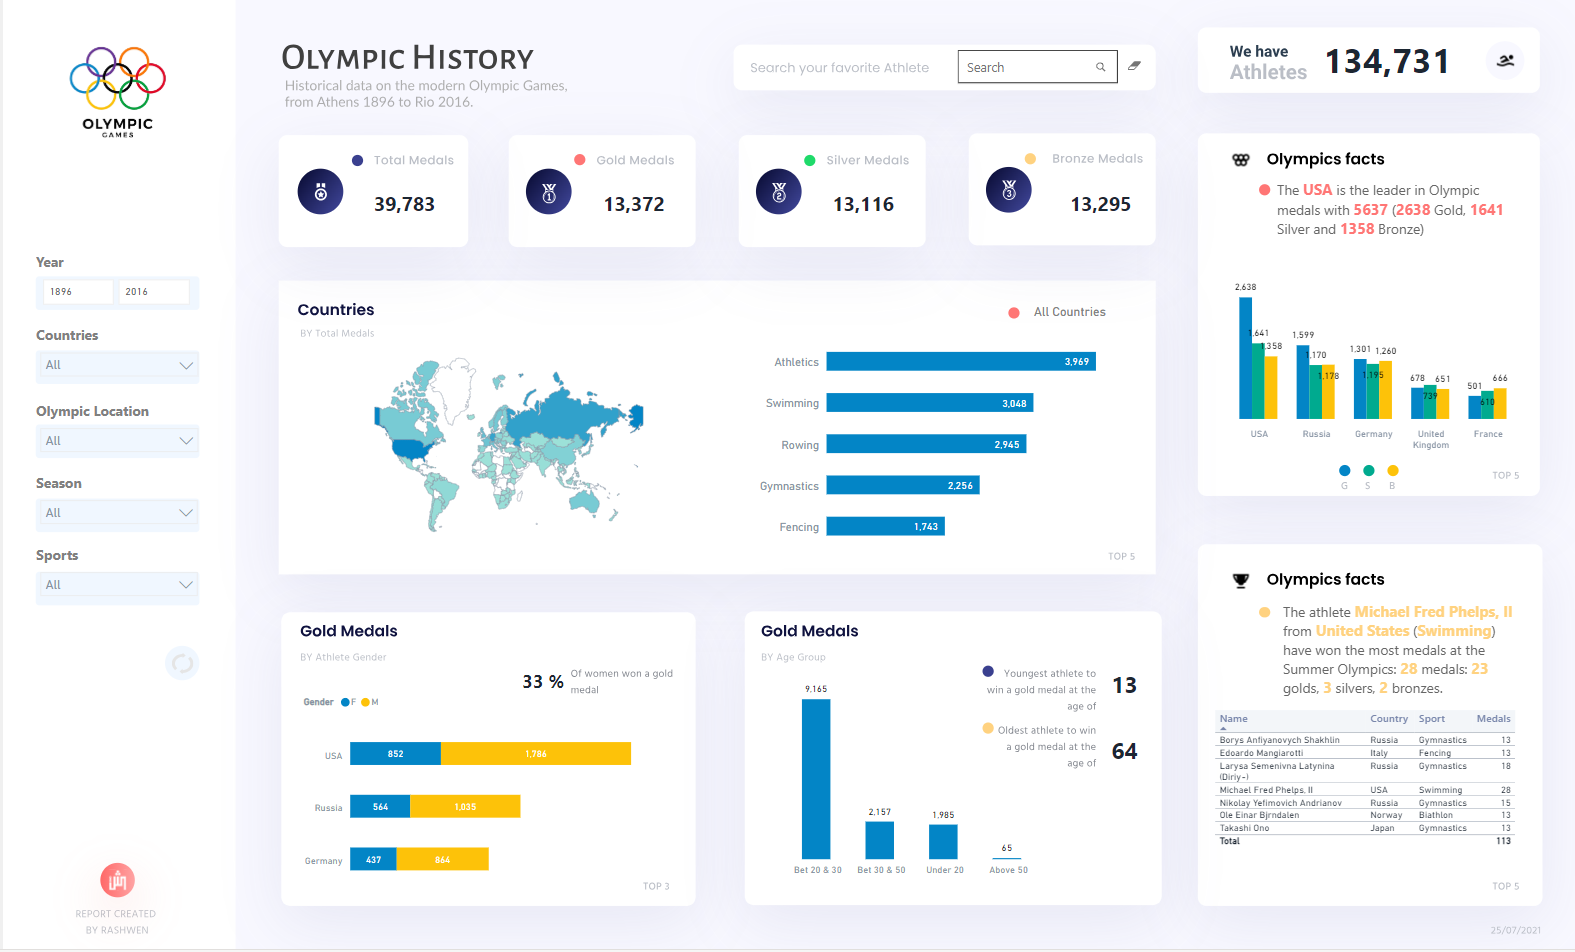 OLYMPIC
GAMES
Year
1896 2016
Countries
All
Olympic Location
All
Season
All
Sports
All
REPORT CREATED
BY RASHWEN
OLYMPIC HISTORY
Historical data on the modern Olympic Games,
from Athens 1896 to Rio 2016.
Search your favorite Athlete Search
We have
Athletes 134,731
Total Medals
39,783
1
Gold Medals
13,372
2
Silver Medals
13,116
3
Bronze Medals
13,295
Countries
BY Total Medals
All Countries
Athletics 3,969
Swimming 3,048
Rowing 2,945
Gymnastics 2,256
Fencing 1,743
TOP 5
Gold Medals
BY Athlete Gender
33 % Of women won a gold
medal
Gender F M
USA 852 1,786
Russia 564 1,035
Germany 437 864
TOP 3
Gold Medals
BY Age Group
Youngest athlete to
win a gold medal at the
age of
13
Oldest athlete to win
a gold medal at the
age of
64
9,165
2,157
1,985
65
Bet 20 & 30 Bet 30 & 50 Under 20 Above 50
Olympics facts
The USA is the leader in Olympic
medals with 5637 (2638 Gold, 1641
Silver and 1358 Bronze)
2,638
1,641
1,358
1,599
1,170
1,178
1,301
1,195
1,260
678
739
651
501
610
666
USA Russia Germany United Kingdom France
G S B
TOP 5
Olympics facts
The athlete Michael Fred Phelps, II
from United States (Swimming)
have won the most medals at the
Summer Olympics: 28 medals: 23
golds, 3 silvers, 2 bronzes.
Name Country Sport Medals
Borys Anfiyanovych Shakhlin Russia Gymnastics 13
Edoardo Mangiarotti Italy Fencing 13
Larysa Semenivna Latynina Russia Gymnastics 18
(Diriy-)
Michael Fred Phelps, II USA Swimming 28
Nikolay Yefimovich Andrianov Russia Gymnastics 15
Ole Einar Bjrndalen Norway Biathlon 13
Takashi Ono Japan Gymnastics 13
Total 113
TOP 5
25/07/2021